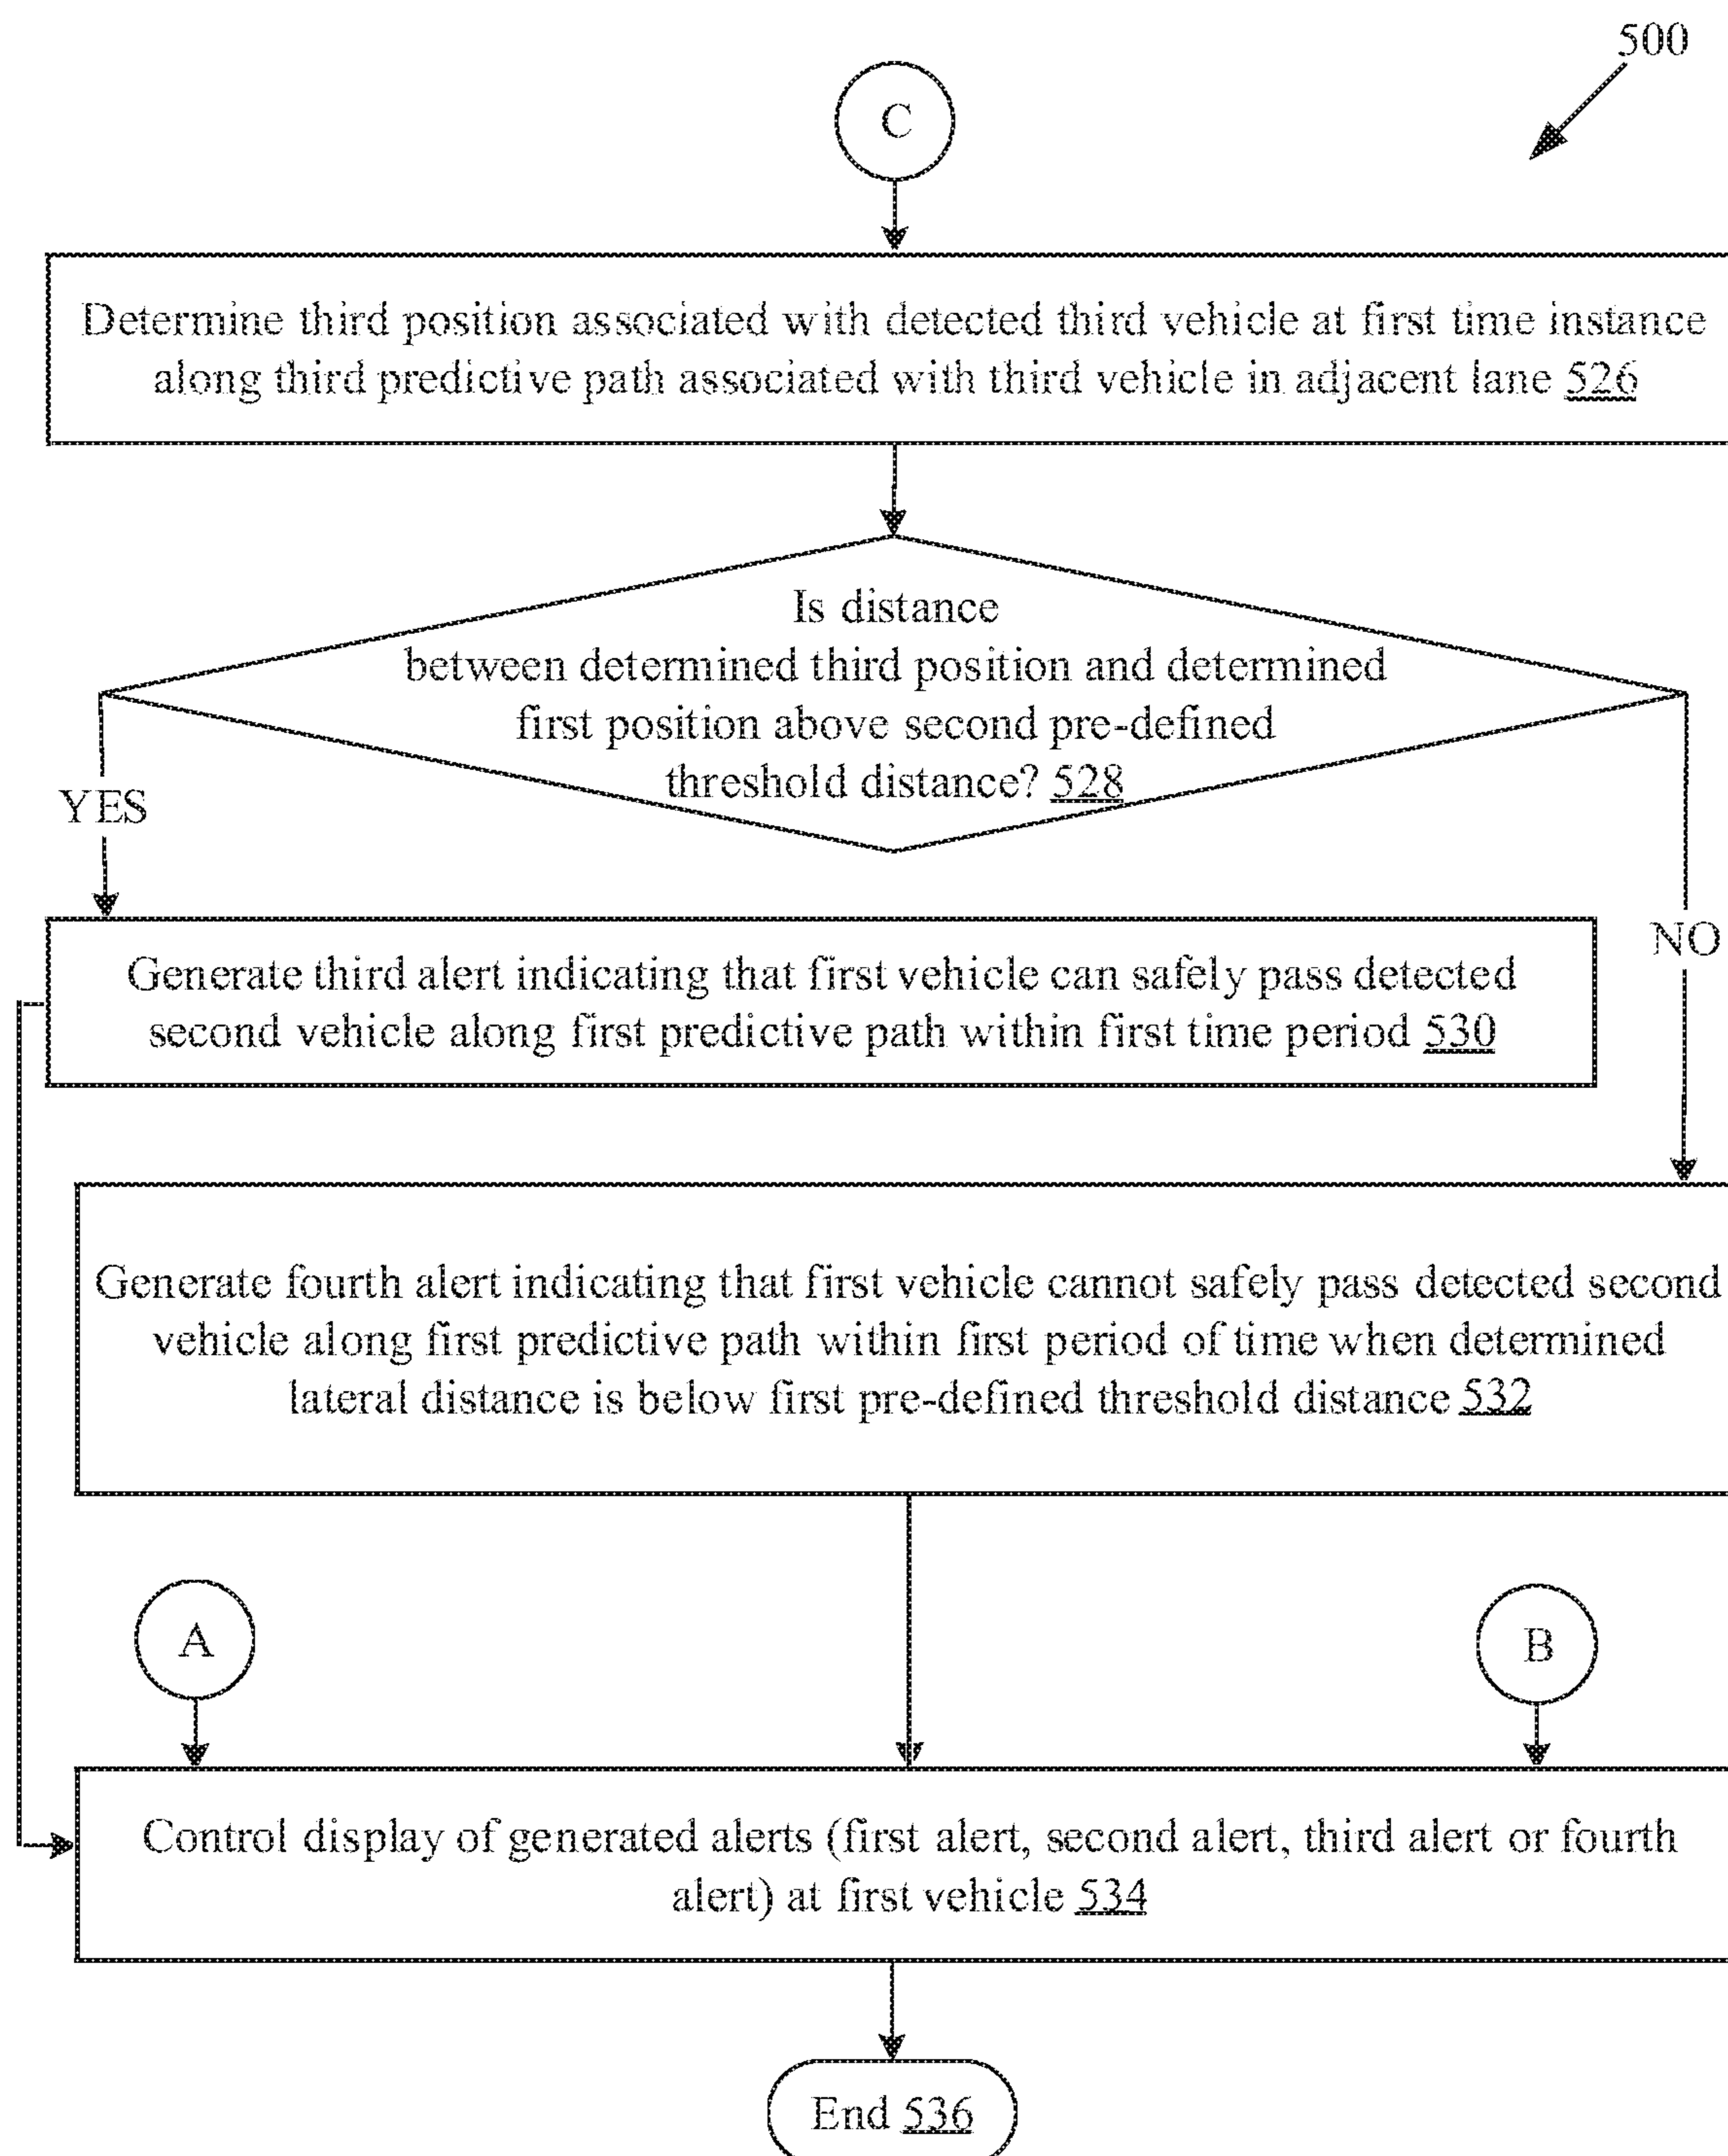 500
C
Determine third position associated with detected third vehicle at first time instance
along third predictive path associated with third vehicle in adjacent lane 526
Is distance
between determined third position and determined
first position above second pre-defined
threshold distance? 528
YES
NO
Generate third alert indicating that first vehicle can safely pass detected
second vehicle along first predictive path within first time period 530
Generate fourth alert indicating that first vehicle cannot safely pass detected second
vehicle along first predictive path within first period of time when determined
lateral distance is below first pre-defined threshold distance 532
A
B
Control display of generated alerts (first alert, second alert, third alert or fourth
alert) at first vehicle 534
End 536